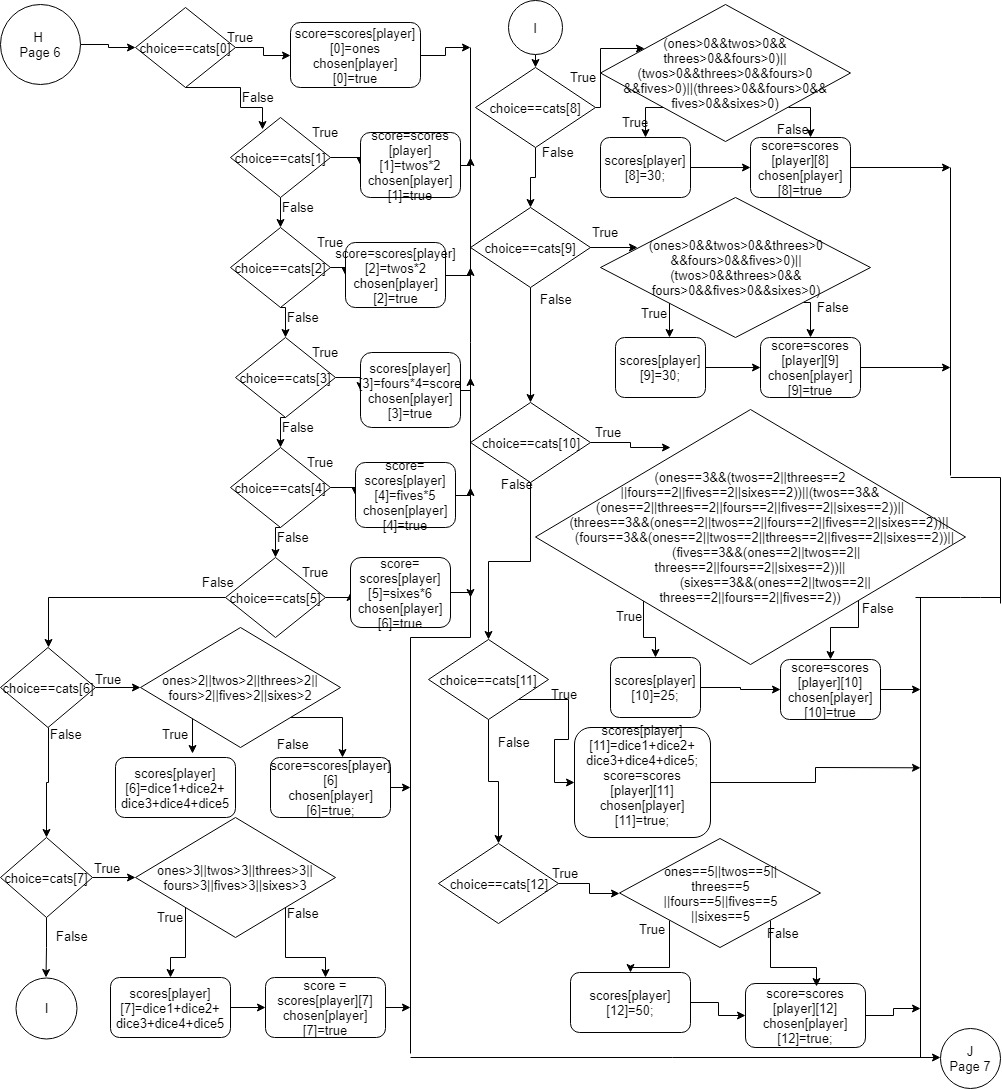 H
Page 6
choice==cats[0]
True
score=scores[player]
[0]=ones
chosen[player]
[0]=true
False
choice==cats[1]
True
score=scores
[player]
[1]=twos*2
chosen[player]
[1]=true
False
choice==cats[2]
True
score=scores[player]
[2]=twos*2
chosen[player]
[2]=true
False
choice==cats[3]
True
scores[player]
[3]=fours*4=score
chosen[player]
[3]=true
False
choice==cats[4]
True
score=
scores[player]
[4]=fives*5
chosen[player]
[4]=true
False
choice==cats[5]
True
False
score=
scores[player]
[5]=sixes*6
chosen[player]
[6]=true
choice==cats[6]
True
ones>2||twos>2||threes>2||
fours>2||fives>2||sixes>2
True
False
scores[player]
[6]=dice1+dice2+
dice3+dice4+dice5
score=scores[player]
[6]
chosen[player]
[6]=true;
False
choice=cats[7]
True
ones>3||twos>3||threes>3||
fours>3||fives>3||sixes>3
True
False
scores[player]
[7]=dice1+dice2+
dice3+dice4+dice5
score =
scores[player][7]
chosen[player]
[7]=true
False
I
I
choice==cats[8]
True
(ones>0&&twos>0&&
threes>0&&fours>0)||
(twos>0&&threes>0&&fours>0
&&fives>0)||(threes>0&&fours>0&&
fives>0&&sixes>0)
True
False
scores[player]
[8]=30;
score=scores
[player][8]
chosen[player]
[8]=true
False
choice==cats[9]
True
(ones>0&&twos>0&&threes>0
&&fours>0&&fives>0)||
(twos>0&&threes>0&&
fours>0&&fives>0&&sixes>0)
True
False
scores[player]
[9]=30;
score=scores
[player][9]
chosen[player]
[9]=true
False
choice==cats[10]
True
(ones==3&&(twos==2||threes==2
||fours==2||fives==2||sixes==2))||(twos==3&&
(ones==2||threes==2||fours==2||fives==2||sixes==2))||
(threes==3&&(ones==2||twos==2||fours==2||fives==2||sixes==2))||
(fours==3&&(ones==2||twos==2||threes==2||fives==2||sixes==2))||
(fives==3&&(ones==2||twos==2||
threes==2||fours==2||sixes==2))||
(sixes==3&&(ones==2||twos==2||
threes==2||fours==2||fives==2))
True
False
scores[player]
[10]=25;
score=scores
[player][10]
chosen[player]
[10]=true
False
choice==cats[11]
True
scores[player]
[11]=dice1+dice2+
dice3+dice4+dice5;
score=scores
[player][11]
chosen[player]
[11]=true;
False
choice==cats[12]
True
ones==5||twos==5||
threes==5
||fours==5||fives==5
||sixes==5
True
False
scores[player]
[12]=50;
score=scores
[player][12]
chosen[player]
[12]=true;
J
Page 7